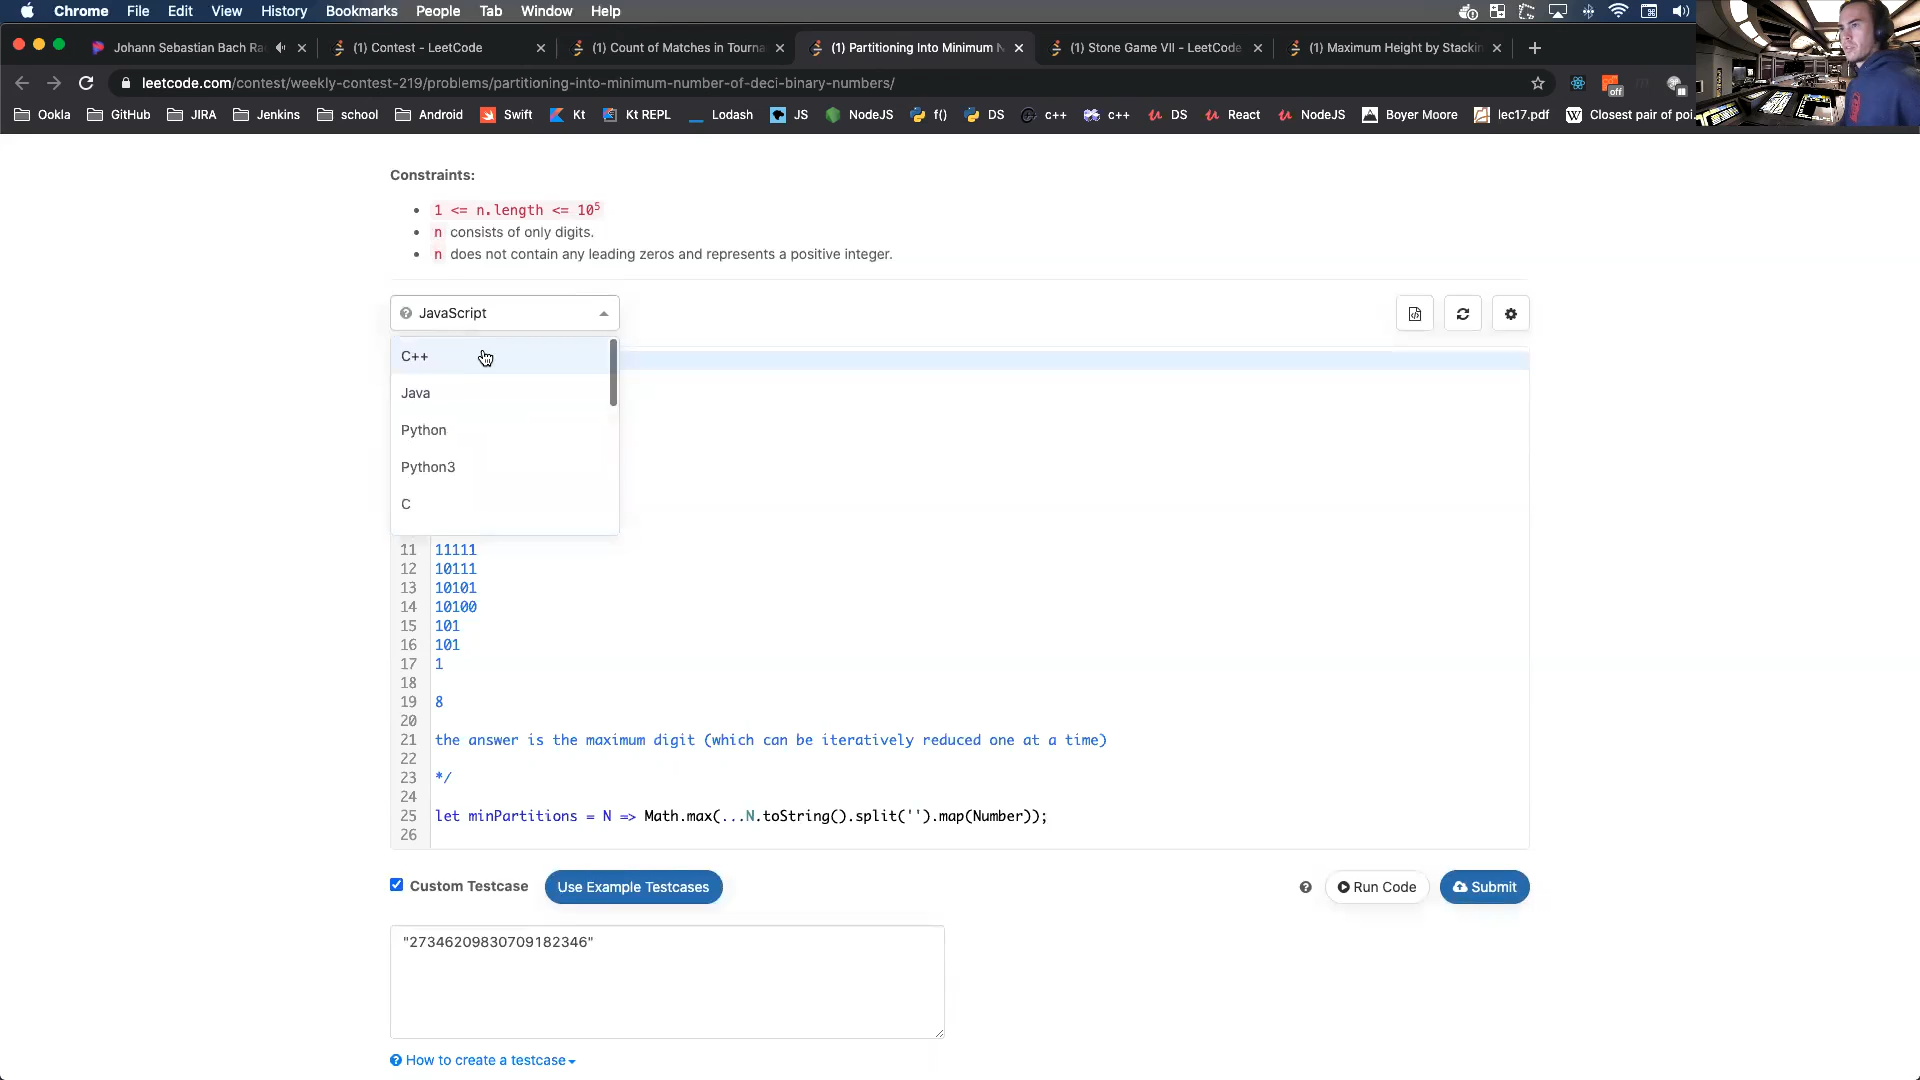 Chrome File Edit View History Bookmarks People Tab Window Help
Johann Sebastian Bach Ra
(1) Contest - LeetCode
(1) Count of Matches in Tourna
(1) Partitioning Into Minimum N
(1) Stone Game VII - LeetCode
(1) Maximum Height by Stackin
leetcode.com/contest/weekly-contest-219/problems/partitioning-into-minimum-number-of-deci-binary-numbers/
off
Ookla GitHub JIRA Jenkins school Android Swift Kt Kt REPL Lodash JS NodeJS f() DS c++ c++ DS React NodeJS Boyer Moore lec17.pdf Closest pair of poi
Constraints:
1 <= n.length <= 10⁵
n consists of only digits.
n does not contain any leading zeros and represents a positive integer.
JavaScript
C++
Java
Python
Python3
C
11 11111
12 10111
13 10101
14 10100
15 101
16 101
17 1
18
19 8
20
21 the answer is the maximum digit (which can be iteratively reduced one at a time)
22
23 */
24
25 let minPartitions = N => Math.max(...N.toString().split('').map(Number));
26
Custom Testcase Use Example Testcases Run Code Submit
"27346209830709182346"
How to create a testcase